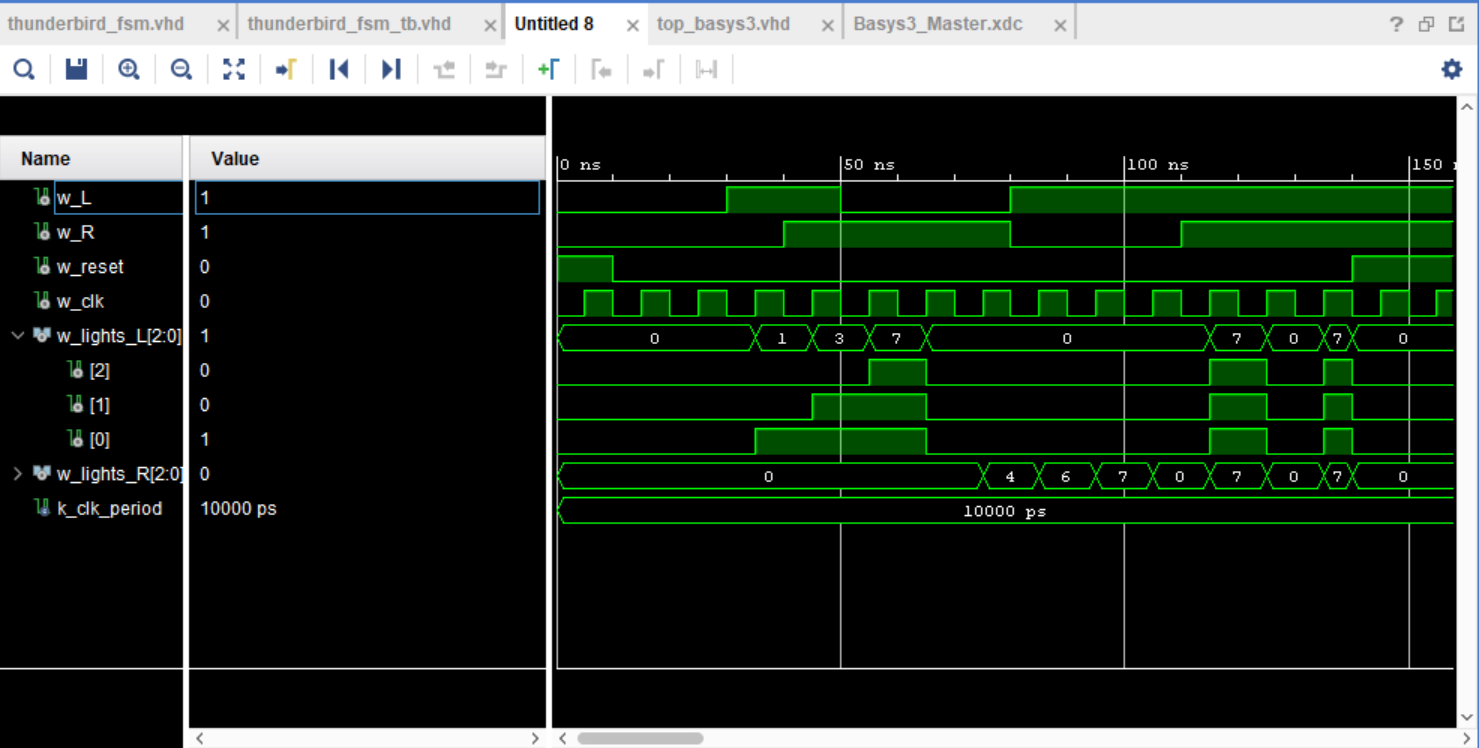 thunderbird_fsm.vhd thunderbird_fsm_tb.vhd Untitled 8 top_basys3.vhd Basys3_Master.xdc
Name Value
0 ns 50 ns 100 ns 150
w_L 1
w_R 1
w_reset 0
w_clk 0
w_lights_L[2:0] 1 0 1 3 7 0 7 0 7 0
[2] 0
[1] 0
[0] 1
w_lights_R[2:0] 0 0 4 6 7 0 7 0 7 0
k_clk_period 10000 ps 10000 ps